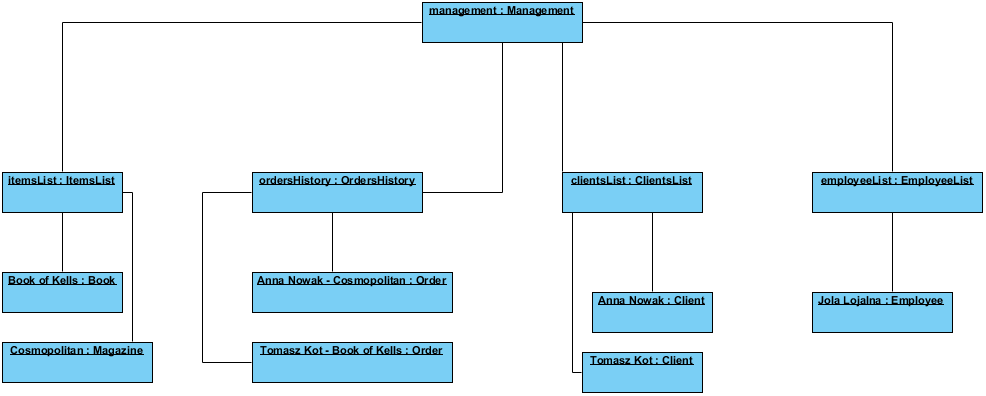 management : Management
itemsList : ItemsList
ordersHistory : OrdersHistory
clientsList : ClientsList
employeeList : EmployeeList
Book of Kells : Book
Anna Nowak - Cosmopolitan : Order
Anna Nowak : Client
Jola Lojalna : Employee
Cosmopolitan : Magazine
Tomasz Kot - Book of Kells : Order
Tomasz Kot : Client